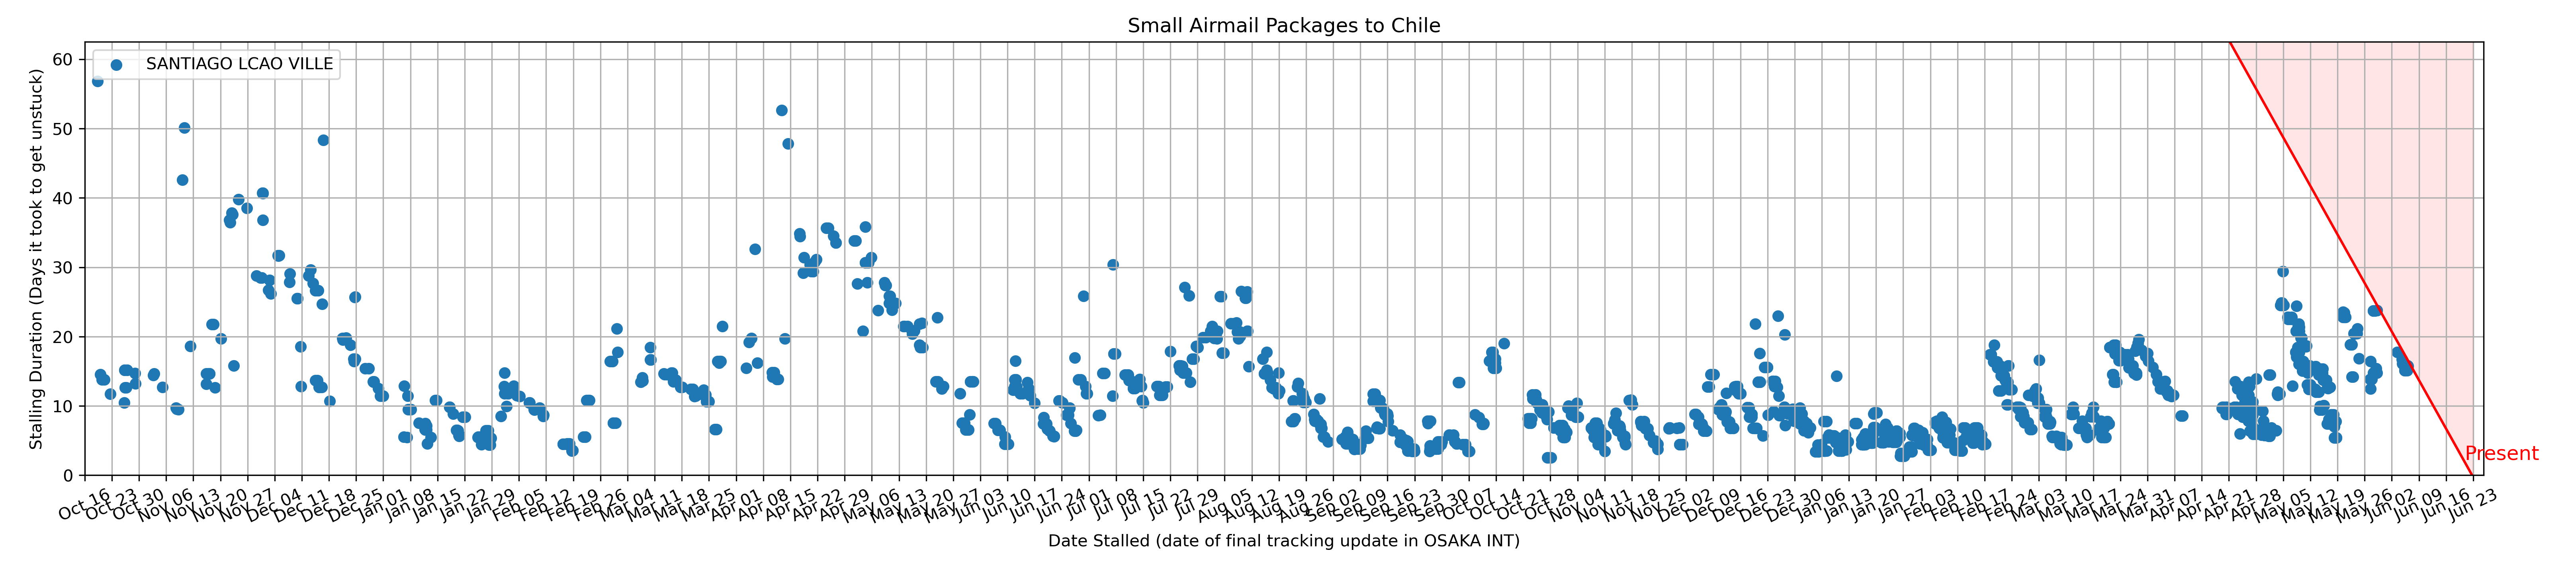 Small Airmail Packages to Chile
SANTIAGO LCAO VILLE
Stalling Duration (Days it took to get unstuck)
60
50
40
30
20
10
0
Present
Oct 16
Oct 23
Oct 30
Nov 06
Nov 13
Nov 20
Nov 27
Dec 04
Dec 11
Dec 18
Dec 25
Jan 01
Jan 08
Jan 15
Jan 22
Jan 29
Feb 05
Feb 12
Feb 19
Feb 26
Mar 04
Mar 11
Mar 18
Mar 25
Apr 01
Apr 08
Apr 15
Apr 22
Apr 29
May 06
May 13
May 20
May 27
Jun 03
Jun 10
Jun 17
Jun 24
Jul 01
Jul 08
Jul 15
Jul 22
Jul 29
Aug 05
Aug 12
Aug 19
Aug 26
Sep 02
Sep 09
Sep 16
Sep 23
Sep 30
Oct 07
Oct 14
Oct 21
Oct 28
Nov 04
Nov 11
Nov 18
Nov 25
Dec 02
Dec 09
Dec 16
Dec 23
Dec 30
Jan 06
Jan 13
Jan 20
Jan 27
Feb 03
Feb 10
Feb 17
Feb 24
Mar 03
Mar 10
Mar 17
Mar 24
Mar 31
Apr 07
Apr 14
Apr 21
Apr 28
May 05
May 12
May 19
May 26
Jun 02
Jun 09
Jun 16
Jun 23
Date Stalled (date of final tracking update in OSAKA INT)